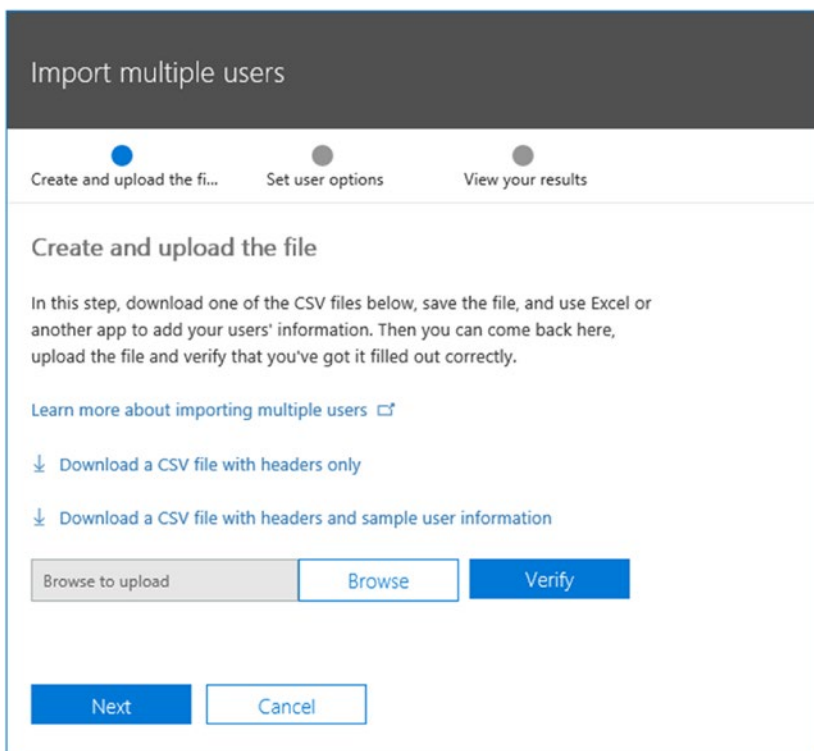 Import multiple users
Create and upload the fi...
Set user options
View your results
Create and upload the file
In this step, download one of the CSV files below, save the file, and use Excel or
another app to add your users' information. Then you can come back here,
upload the file and verify that you've got it filled out correctly.
Learn more about importing multiple users
Download a CSV file with headers only
Download a CSV file with headers and sample user information
Browse to upload
Browse
Verify
Next
Cancel